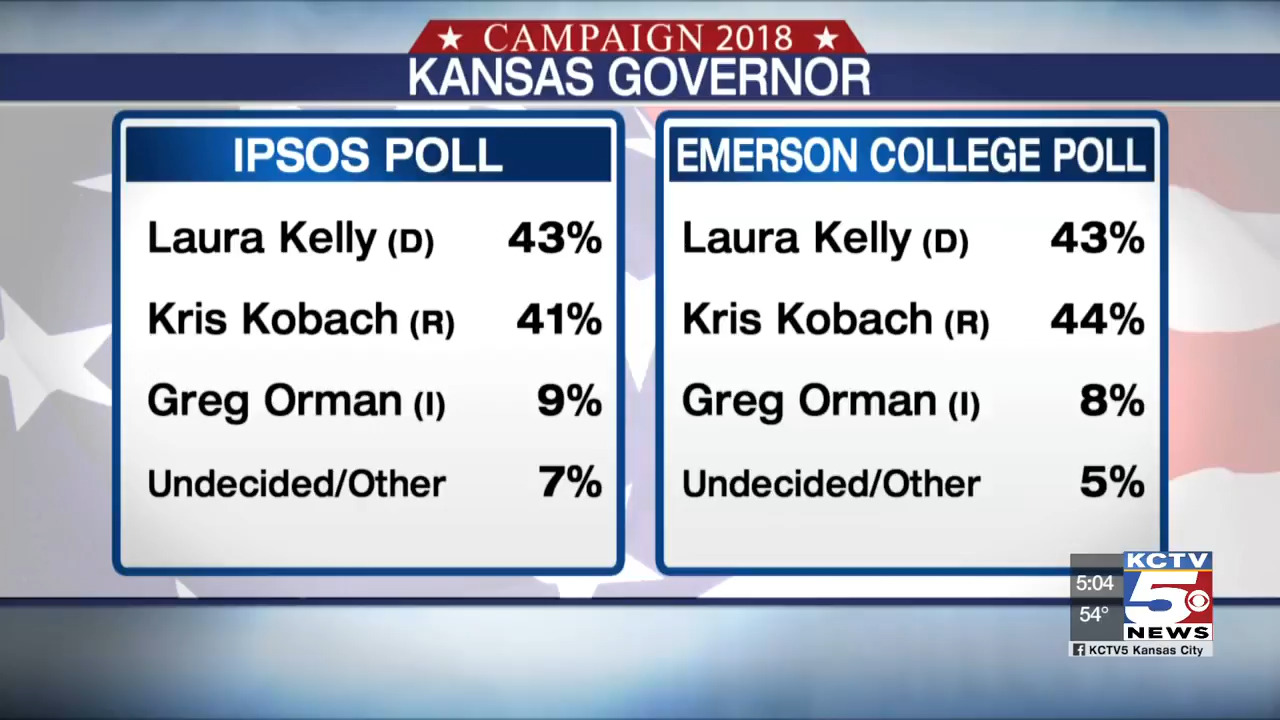 ★ CAMPAIGN 2018 ★
KANSAS GOVERNOR
IPSOS POLL
Laura Kelly (D) 43%
Kris Kobach (R) 41%
Greg Orman (I) 9%
Undecided/Other 7%
EMERSON COLLEGE POLL
Laura Kelly (D) 43%
Kris Kobach (R) 44%
Greg Orman (I) 8%
Undecided/Other 5%
5:04
54°
KCTV
5
NEWS
f KCTV5 Kansas City